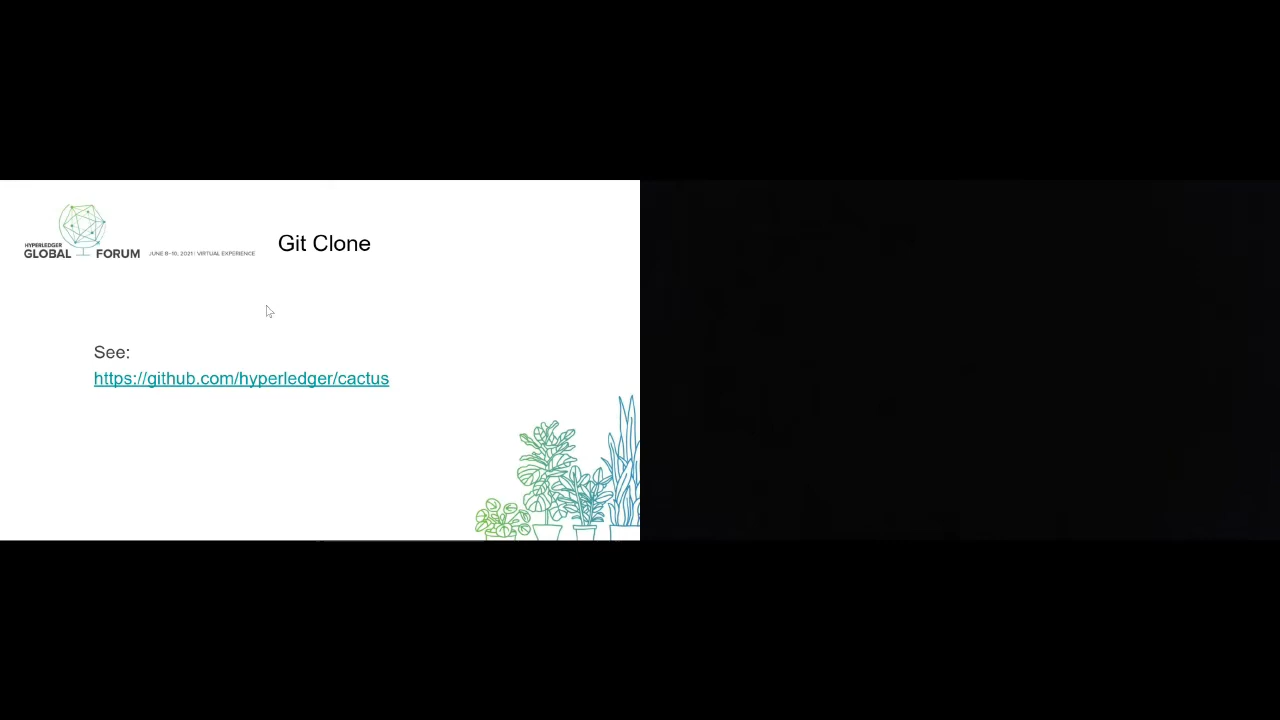 HYPERLEDGER
GLOBAL FORUM JUNE 8-10, 2021 | VIRTUAL EXPERIENCE
Git Clone
See:
https://github.com/hyperledger/cactus